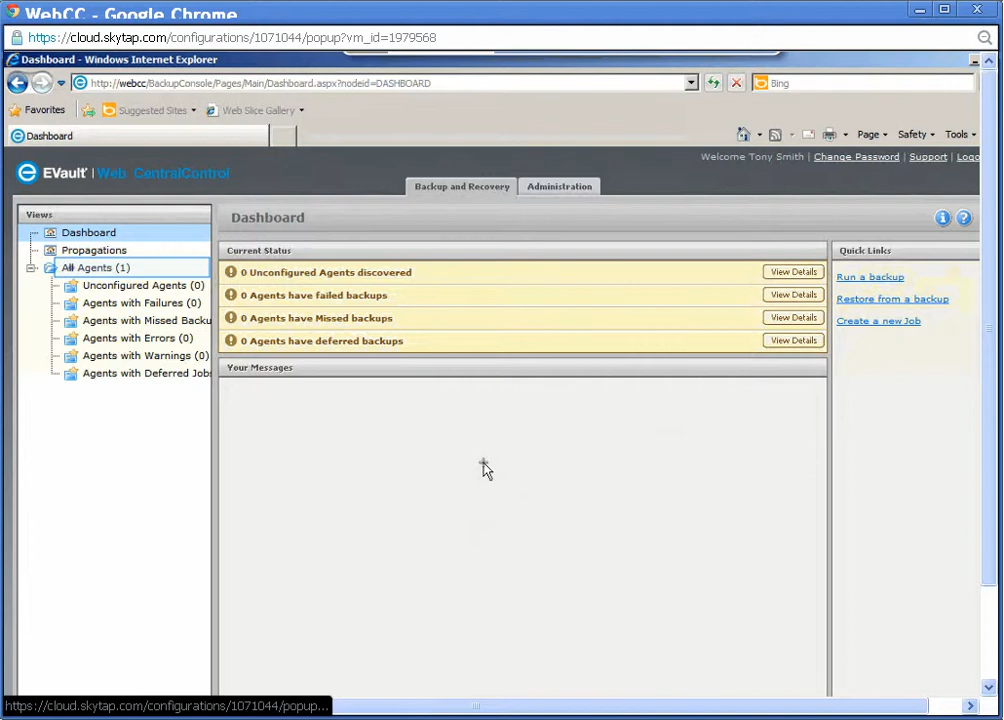 WebCC - Google Chrome
https://cloud.skytap.com/configurations/1071044/popup?vm_id=1979568
Dashboard - Windows Internet Explorer
http://webcc/BackupConsole/Pages/Main/Dashboard.aspx?nodeid=DASHBOARD
Bing
Favorites
Suggested Sites
Web Slice Gallery
Dashboard
Page
Safety
Tools
Welcome Tony Smith Change Password Support Logo
EVault Web CentralControl
Backup and Recovery
Administration
Views
Dashboard
Propagations
All Agents (1)
Unconfigured Agents (0)
Agents with Failures (0)
Agents with Missed Backu
Agents with Errors (0)
Agents with Warnings (0)
Agents with Deferred Jobs
Dashboard
Current Status
0 Unconfigured Agents discovered
View Details
0 Agents have failed backups
View Details
0 Agents have Missed backups
View Details
0 Agents have deferred backups
View Details
Your Messages
Quick Links
Run a backup
Restore from a backup
Create a new Job
https://cloud.skytap.com/configurations/1071044/popup...